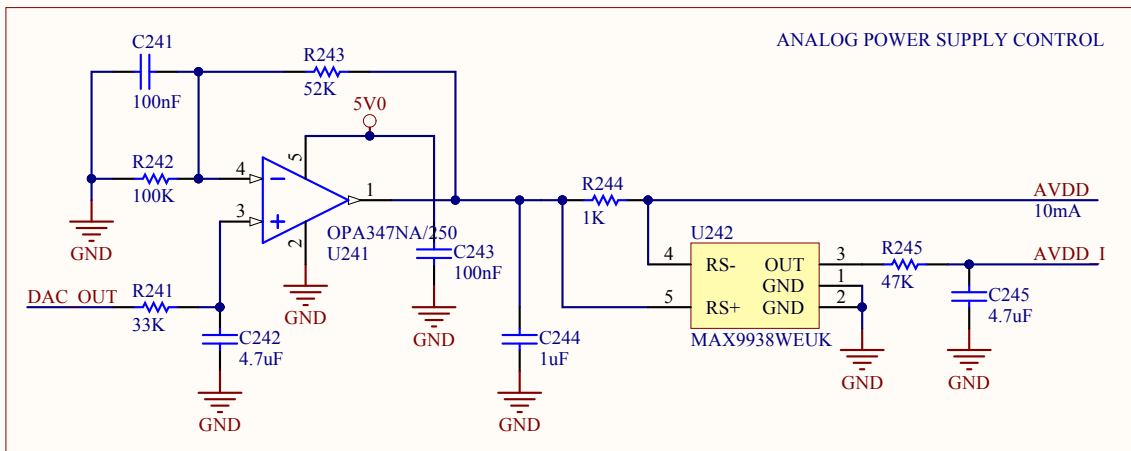 ANALOG POWER SUPPLY CONTROL
C241
100nF
R243
52K
5V0
R242
100K
4
5
1
3
2
GND
OPA347NA/250
U241
GND
C243
100nF
GND
DAC_OUT
R241
33K
C242
4.7uF
GND
C244
1uF
GND
R244
1K
AVDD
10mA
U242
4 RS- OUT 3
GND 1
5 RS+ GND 2
MAX9938WEUK
R245
47K
AVDD_I
C245
4.7uF
GND
GND